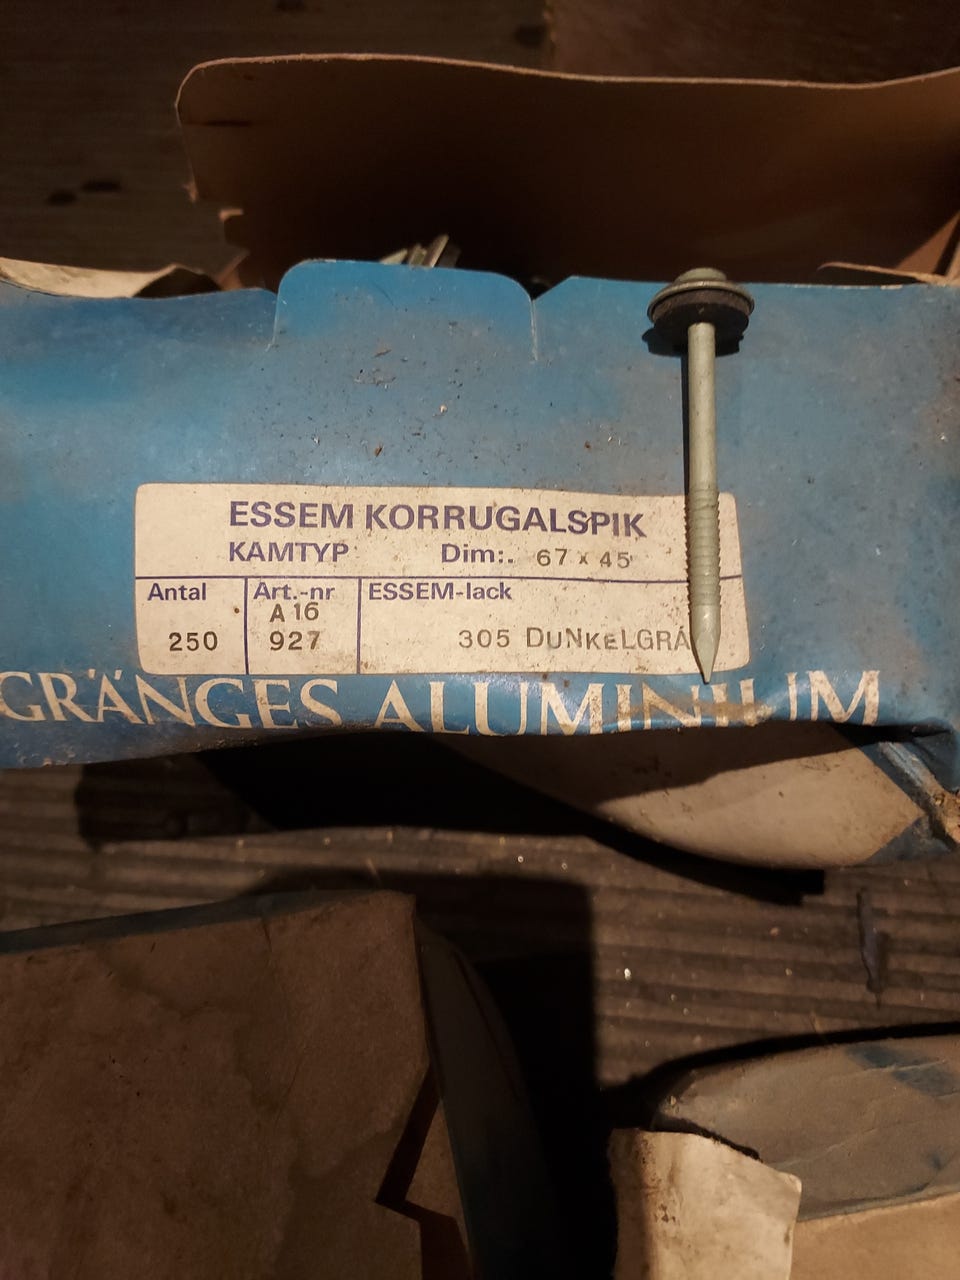 ESSEM KORRUGALSPIK
KAMTYP Dim:. 67 x 45
Antal Art.-nr ESSEM-lack
A 16
250 927 305 DUNKELGRÅ
GRÄNGES ALUMINIUM